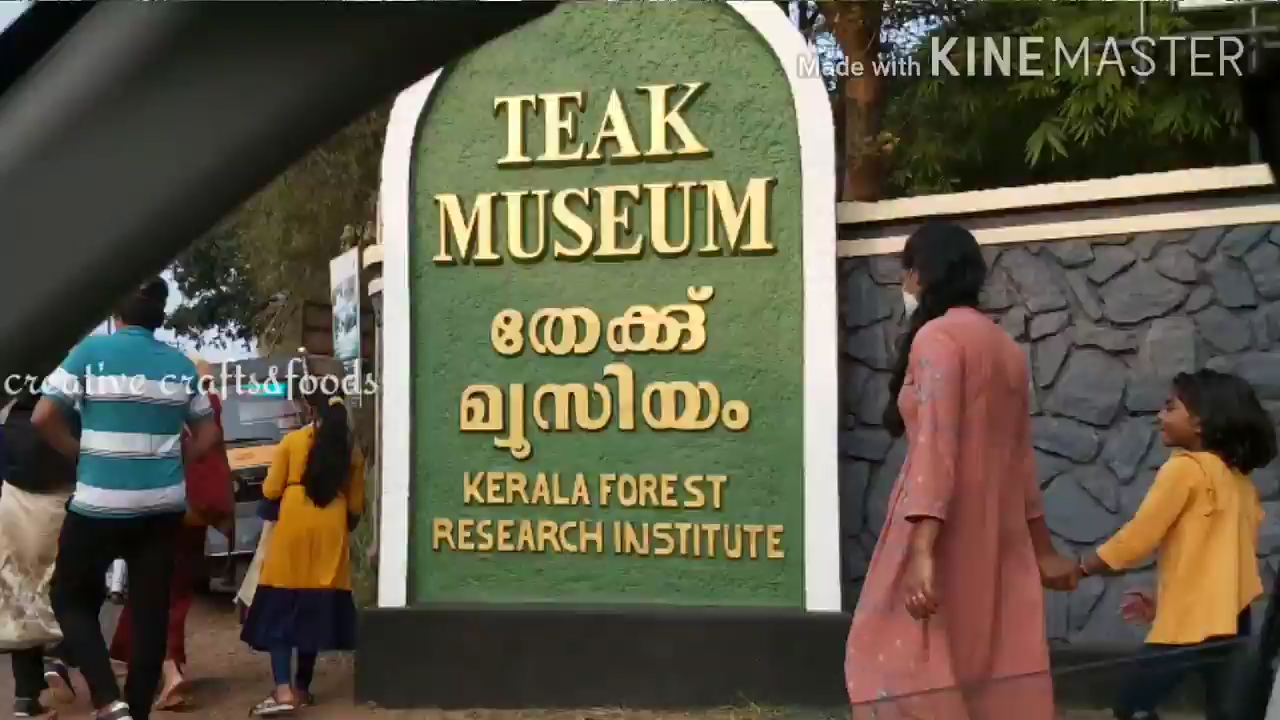 Made with KINEMASTER
TEAK
MUSEUM
തേക്ക്
മ്യൂസിയം
KERALA FOREST
RESEARCH INSTITUTE
creative crafts&foods